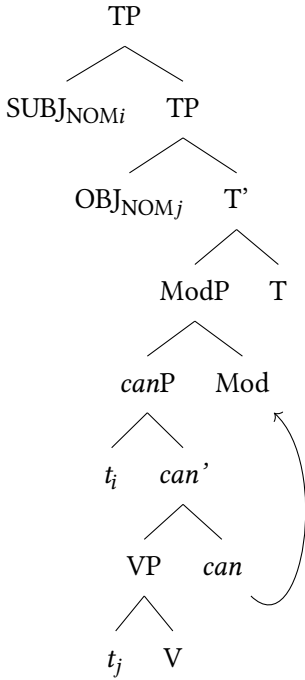 TP
SUBJNOMi TP
OBJNOMj T’
ModP T
canP Mod
ti can’
VP can
tj V